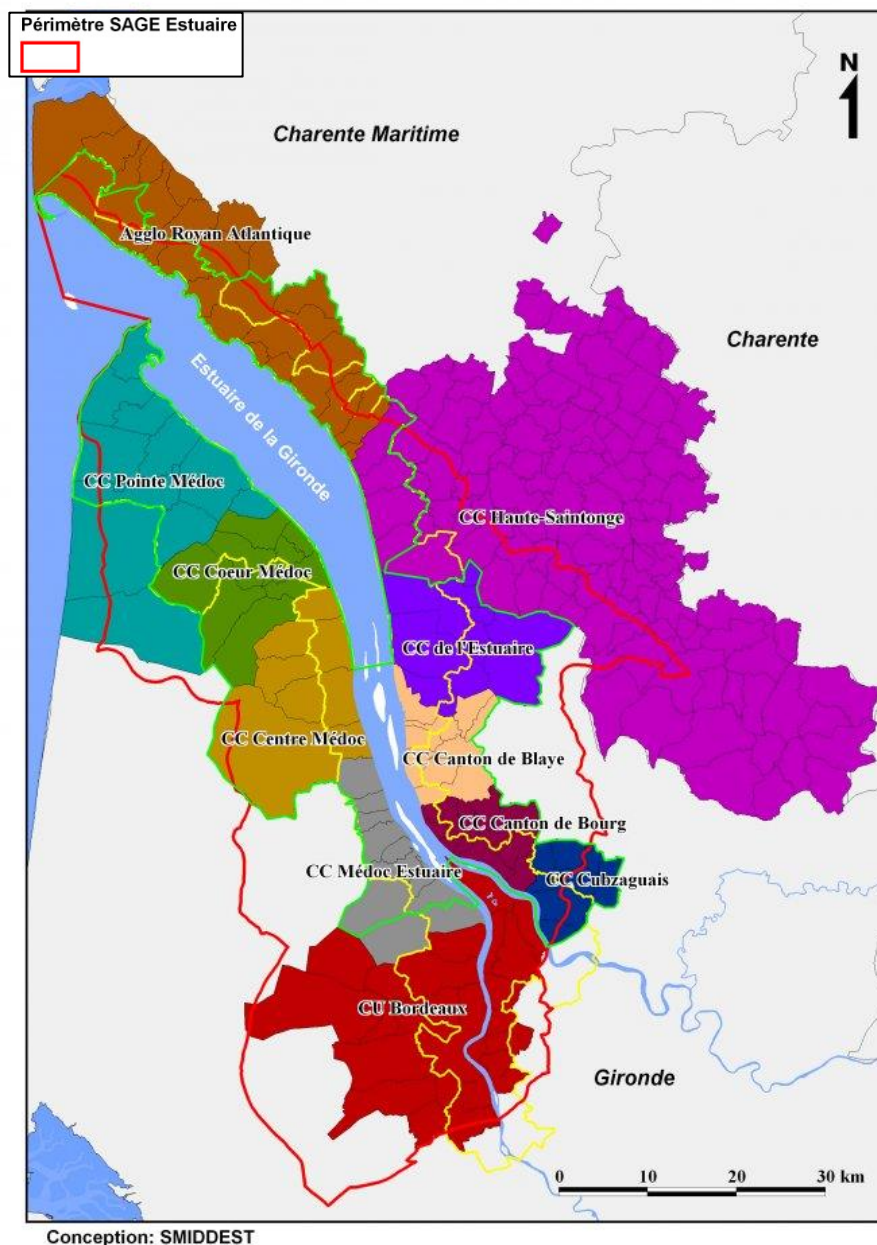 Périmètre SAGE Estuaire
N
Charente Maritime
Agglo Royan Atlantique
Charente
Estuaire de la Gironde
CC Pointe Médoc
CC Haute-Saintonge
CC Coeur Médoc
CC de l'Estuaire
CC Centre Médoc
CC Canton de Blaye
CC Canton de Bourg
CC Médoc Estuaire
CC Cubzaguais
CU Bordeaux
Gironde
0 10 20 30 km
Conception: SMIDDEST